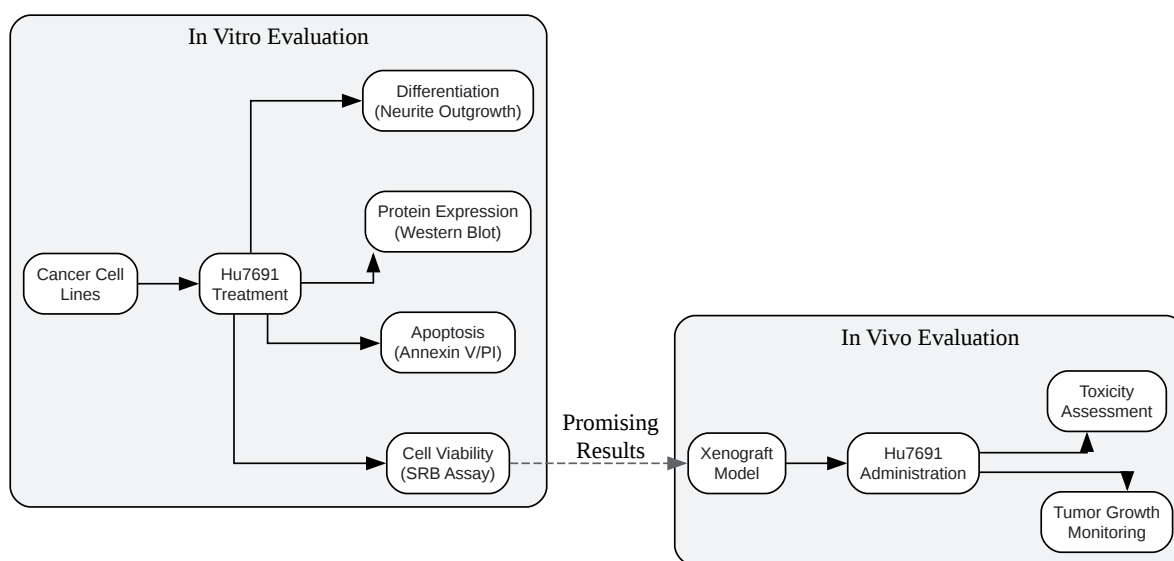 In Vitro Evaluation
Differentiation
(Neurite Outgrowth)
Protein Expression
(Western Blot)
Cancer Cell
Lines
Hu7691
Treatment
Apoptosis
(Annexin V/PI)
Cell Viability
(SRB Assay)
Promising
Results
In Vivo Evaluation
Toxicity
Assessment
Xenograft
Model
Hu7691
Administration
Tumor Growth
Monitoring